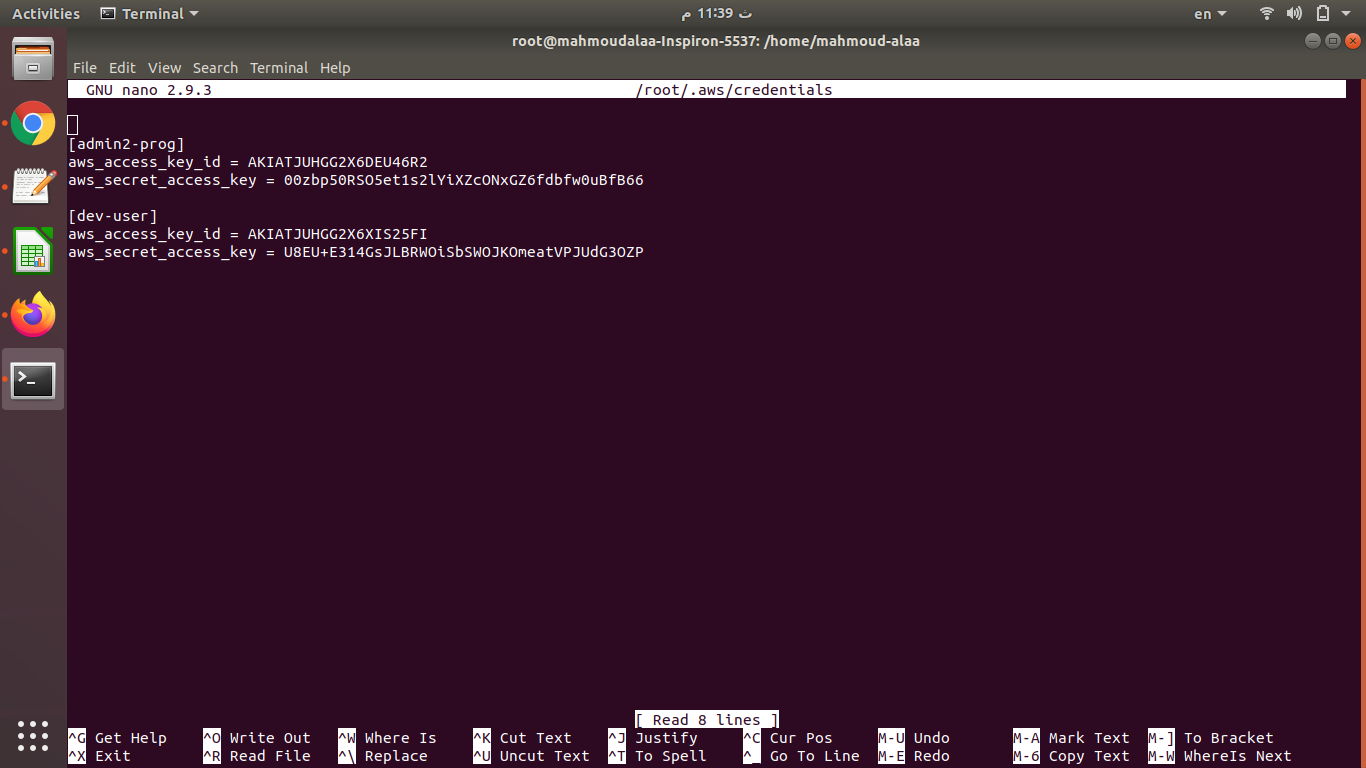 Activities Terminal ث 11:39 م en
root@mahmoudalaa-Inspiron-5537: /home/mahmoud-alaa
File Edit View Search Terminal Help
GNU nano 2.9.3 /root/.aws/credentials
[admin2-prog]
aws_access_key_id = AKIATJUHGG2X6DEU46R2
aws_secret_access_key = 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
[dev-user]
aws_access_key_id = AKIATJUHGG2X6XIS25FI
aws_secret_access_key = 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
[ Read 8 lines ]
^G Get Help ^O Write Out ^W Where Is ^K Cut Text ^J Justify ^C Cur Pos M-U Undo M-A Mark Text M-] To Bracket
^X Exit ^R Read File ^\ Replace ^U Uncut Text ^T To Spell ^_ Go To Line M-E Redo M-6 Copy Text M-W WhereIs Next